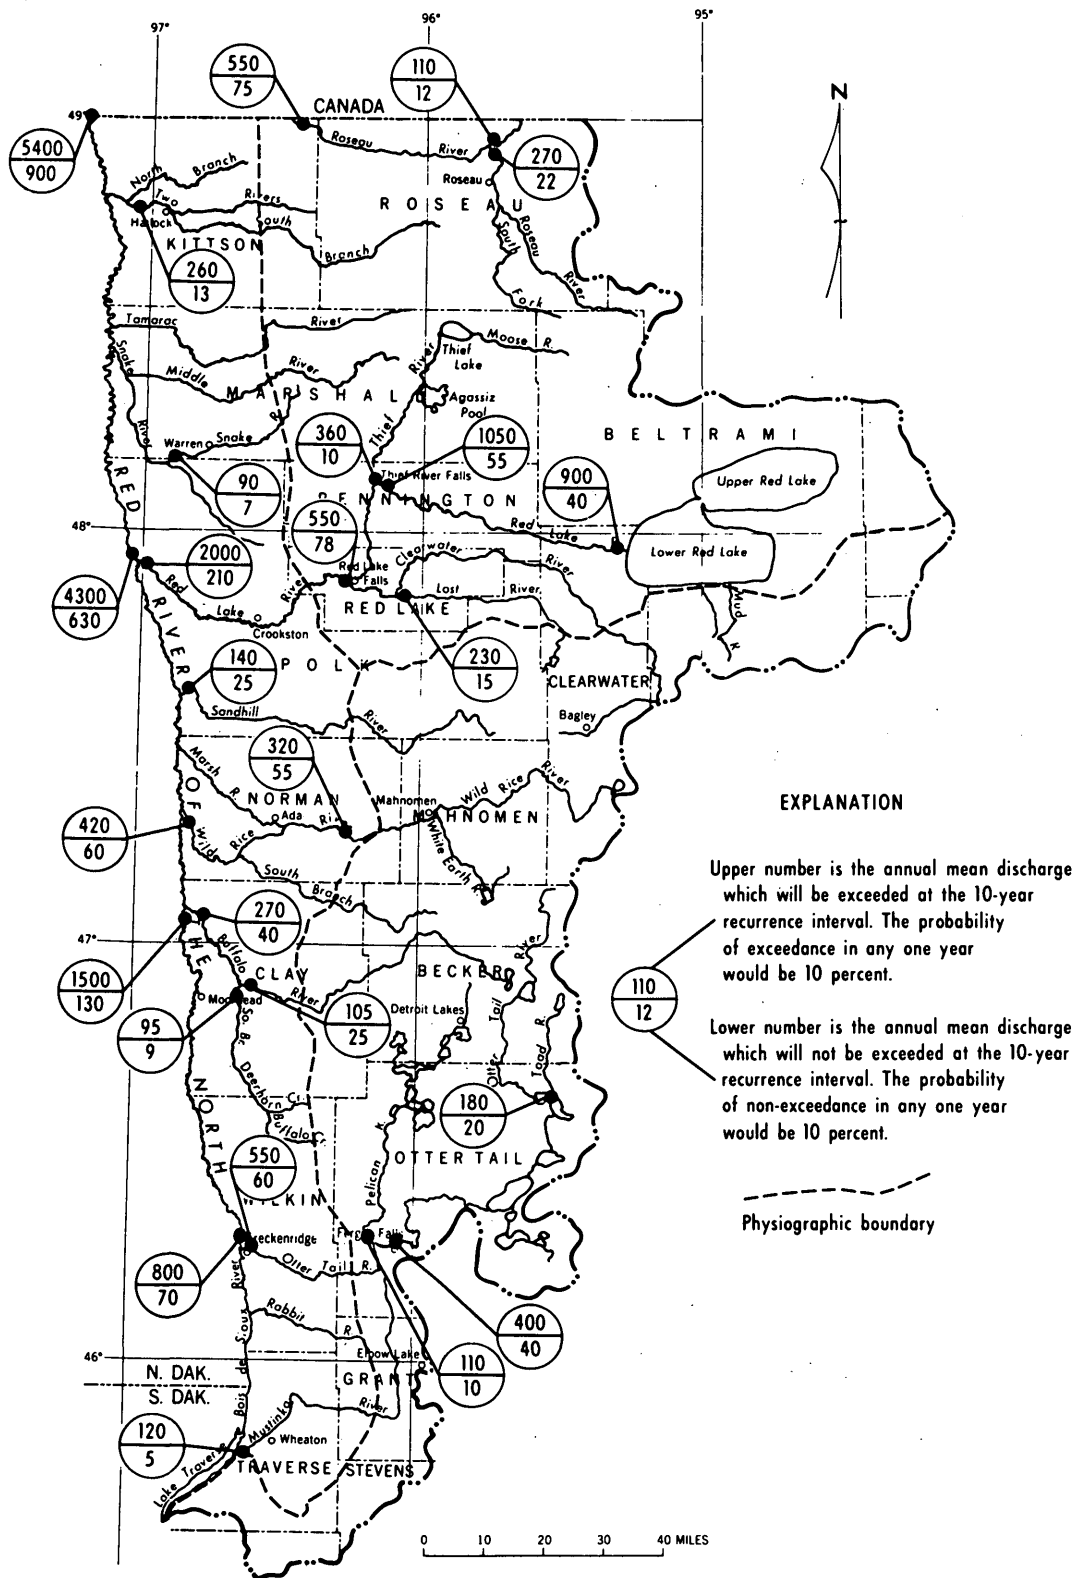 97°
96°
95°
550
75
110
12
CANADA
N
49°
5400
900
Roseau River
270
22
North Branch
Roseau
Two Rivers
ROSEAU
Hallock
South Branch
KITTSON
South Fork
Roseau River
260
13
Tamarac River
Moose R.
Thief Lake
Snake River
Middle River
Thief River
MARSHALL
Agassiz Pool
BELTRAMI
Warren
Snake R.
360
10
1050
55
Upper Red Lake
Thief River Falls
900
40
90
7
PENNINGTON
RED RIVER OF THE NORTH
48°
550
78
Red Lake
Clearwater River
Lower Red Lake
2000
210
Red Lake Falls
Lost River
Mud R.
4300
630
Red Lake River
RED LAKE
Crookston
140
25
POLK
230
15
CLEARWATER
Sandhill River
Bagley
320
55
Marsh R.
NORMAN
Mahnomen
Wild Rice River
MAHNOMEN
EXPLANATION
420
60
Ada
Wild Rice Ri
White Earth R.
Upper number is the annual mean discharge
which will be exceeded at the 10-year
recurrence interval. The probability
of exceedance in any one year
would be 10 percent.
South Branch
270
40
47°
Buffalo River
CLAY
BECKER
1500
130
110
12
Moorhead
Detroit Lakes
Otter Tail River
Toad R.
95
9
So. Br.
105
25
Lower number is the annual mean discharge
which will not be exceeded at the 10-year
recurrence interval. The probability
of non-exceedance in any one year
would be 10 percent.
Deerhorn Cr.
180
20
Buffalo Cr.
550
60
Pelican R.
OTTER TAIL
WILKIN
Physiographic boundary
Breckenridge
Fergus Falls
Otter Tail R.
800
70
Rabbit R.
400
40
Elbow Lake
110
10
46°
N. DAK.
S. DAK.
Bois de Sioux River
GRANT
Mustinka River
120
5
Wheaton
Lake Traverse
TRAVERSE
STEVENS
0 10 20 30 40 MILES